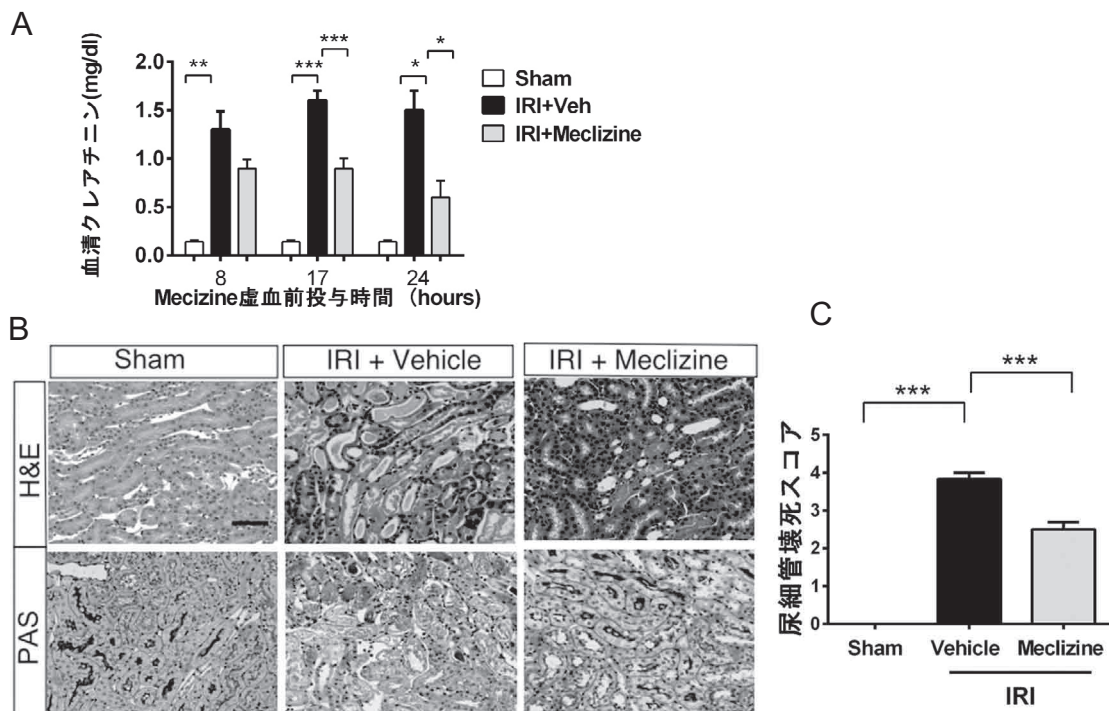 A
血清クレアチニン(mg/dl)
2.0
1.5
1.0
0.5
0.0
** *** *** * *
Sham
IRI+Veh
IRI+Meclizine
8 17 24
Mecizine虚血前投与時間 (hours)
B
Sham IRI + Vehicle IRI + Meclizine
H&E
PAS
C
*** ***
尿細管壊死スコア
5
4
3
2
1
0
Sham Vehicle Meclizine
IRI